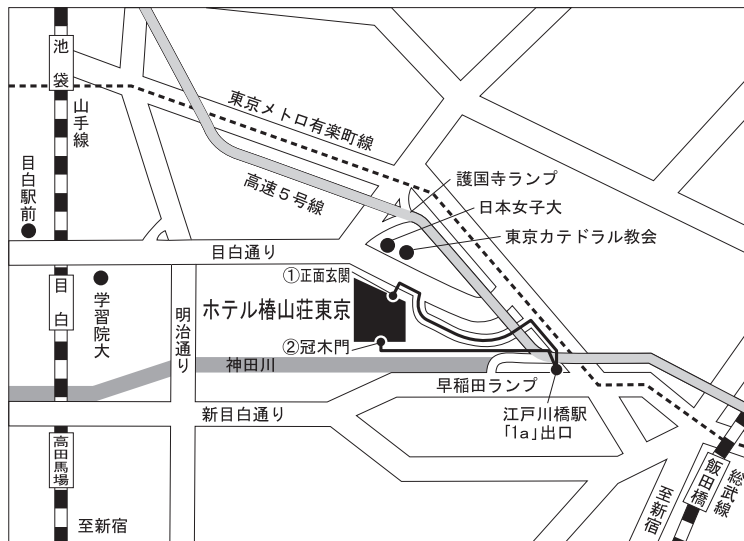 池袋
山手線
東京メトロ有楽町線
目白駅前
高速5号線
護国寺ランプ
日本女子大
東京カテドラル教会
目白通り
①正面玄関
目白
学習院大
明治通り
ホテル椿山荘東京
②冠木門
神田川
早稲田ランプ
新目白通り
江戸川橋駅
「1a」出口
高田馬場
飯田橋
総武線
至新宿
至新宿